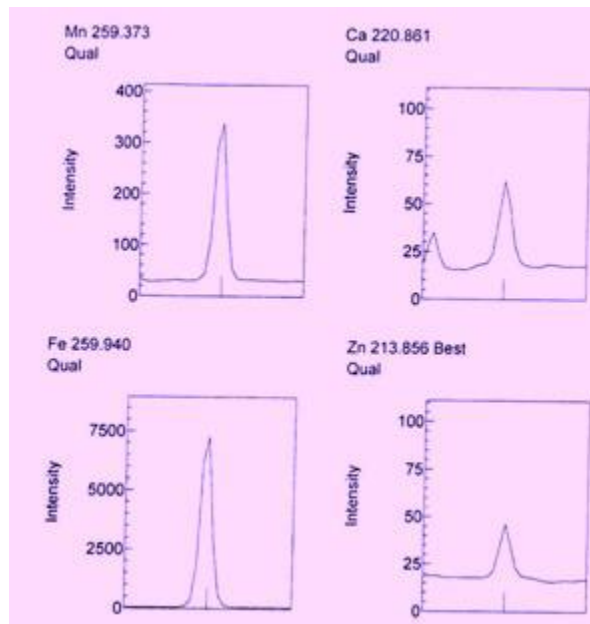 Mn 259.373
Qual
Intensity
400
300
200
100
0
Ca 220.861
Qual
Intensity
100
75
50
25
0
Fe 259.940
Qual
Intensity
7500
5000
2500
0
Zn 213.856 Best
Qual
Intensity
100
75
50
25
0